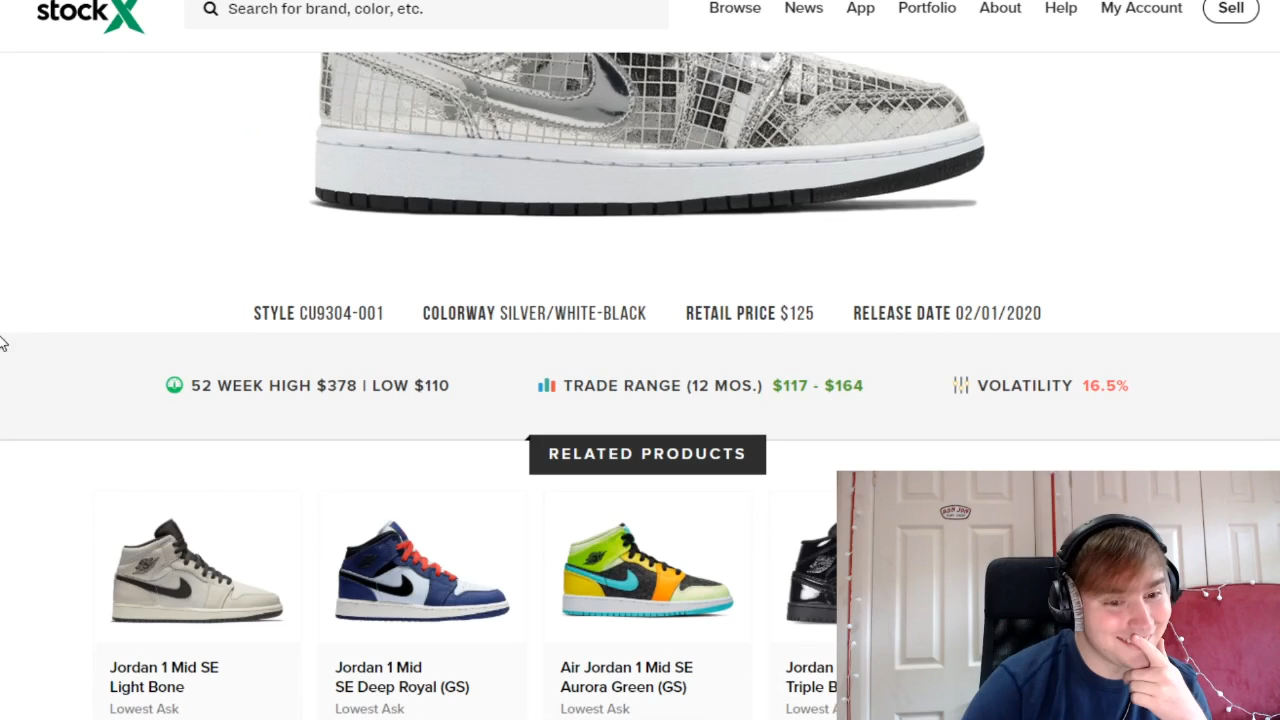 stockX
Search for brand, color, etc.
Browse News App Portfolio About Help My Account Sell
STYLE CU9304-001 COLORWAY SILVER/WHITE-BLACK RETAIL PRICE $125 RELEASE DATE 02/01/2020
52 WEEK HIGH $378 | LOW $110 TRADE RANGE (12 MOS.) $117 - $164 VOLATILITY 16.5%
RELATED PRODUCTS
Jordan 1 Mid SE
Light Bone
Lowest Ask
Jordan 1 Mid
SE Deep Royal (GS)
Lowest Ask
Air Jordan 1 Mid SE
Aurora Green (GS)
Lowest Ask
Jordan
Triple B
Lowest A
RON JON